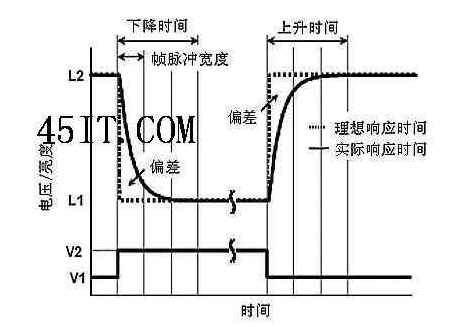 下降时间
上升时间
帧脉冲宽度
L2
偏差
45IT.COM
理想响应时间
实际响应时间
偏差
电压/亮度
L1
V2
V1
时间